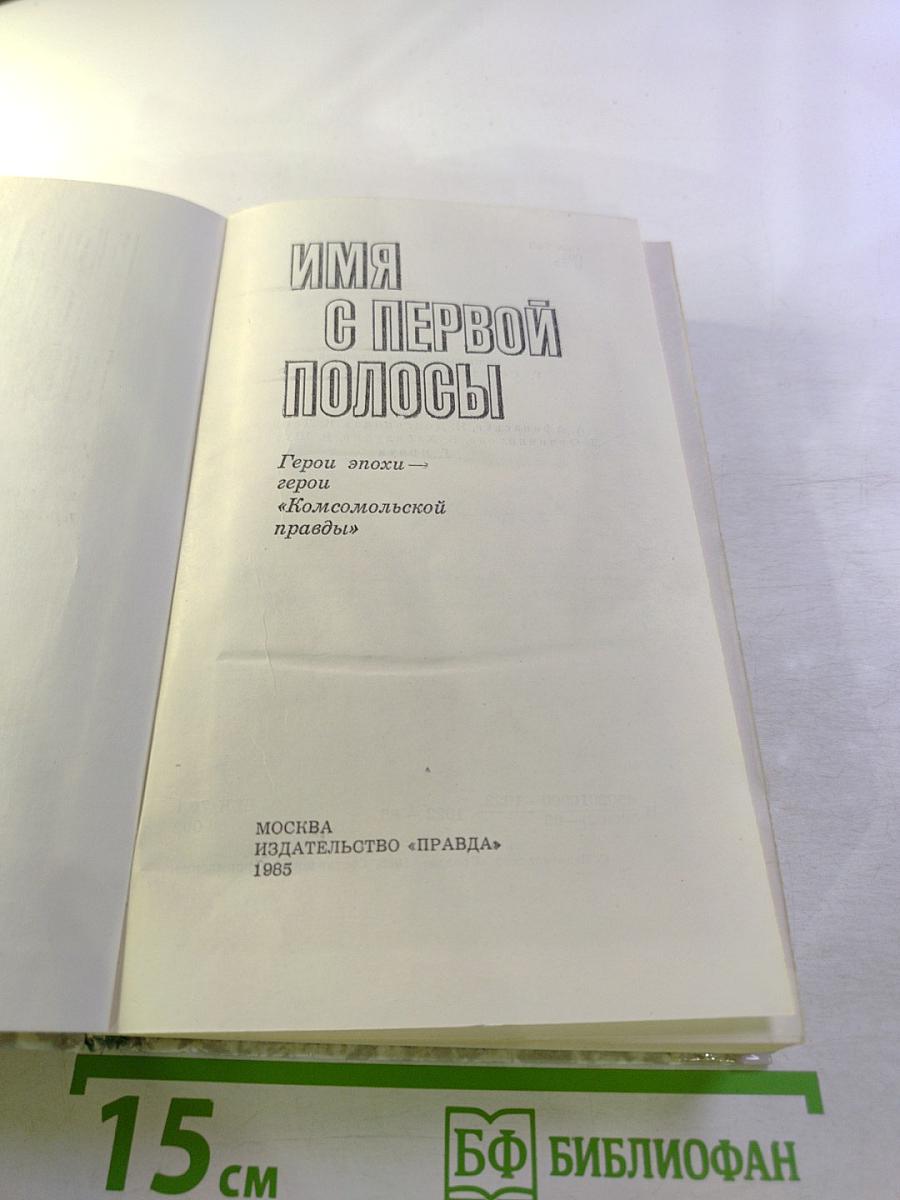 ИМЯ
С ПЕРВОЙ
ПОЛОСЫ
Герои эпохи —
герои
«Комсомольской
правды»
МОСКВА
ИЗДАТЕЛЬСТВО «ПРАВДА»
1985
15 см
БФ БИБЛИОФАН